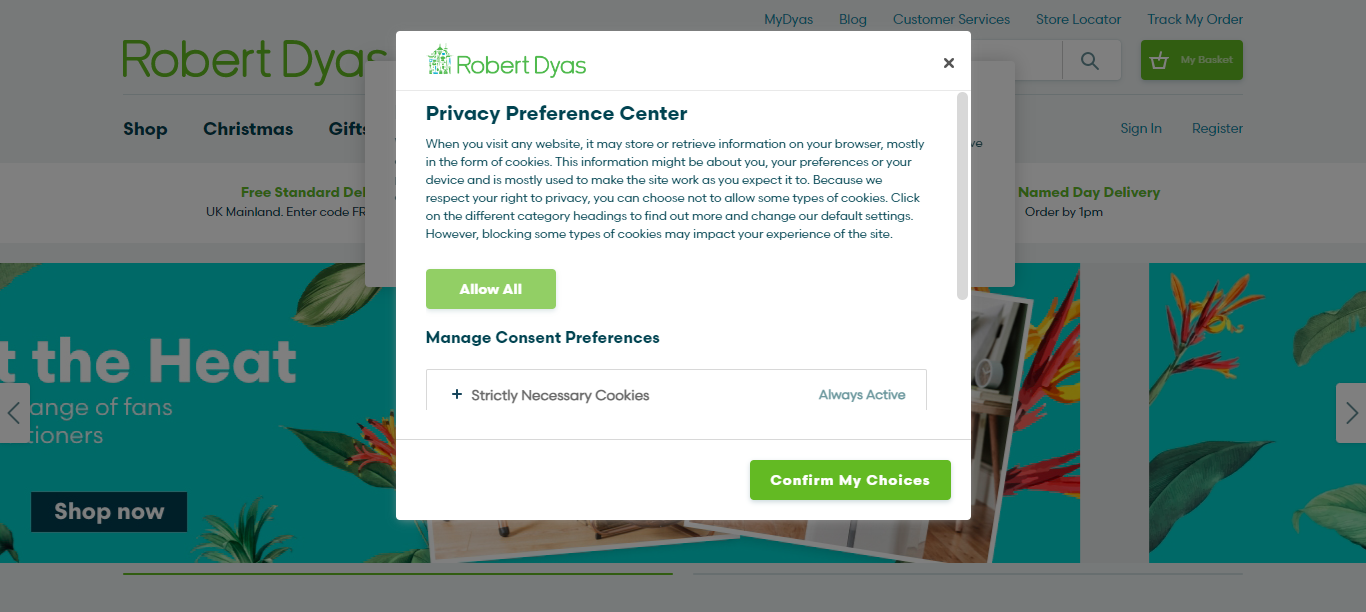 MyDyas Blog Customer Services Store Locator Track My Order
Robert Dyas
My Basket
Shop Christmas Gifts
Sign In Register
Free Standard Del
UK Mainland. Enter code FR
Named Day Delivery
Order by 1pm
t the Heat
ange of fans
tioners
Shop now
Robert Dyas
Privacy Preference Center
When you visit any website, it may store or retrieve information on your browser, mostly
in the form of cookies. This information might be about you, your preferences or your
device and is mostly used to make the site work as you expect it to. Because we
respect your right to privacy, you can choose not to allow some types of cookies. Click
on the different category headings to find out more and change our default settings.
However, blocking some types of cookies may impact your experience of the site.
Allow All
Manage Consent Preferences
Strictly Necessary Cookies Always Active
Confirm My Choices